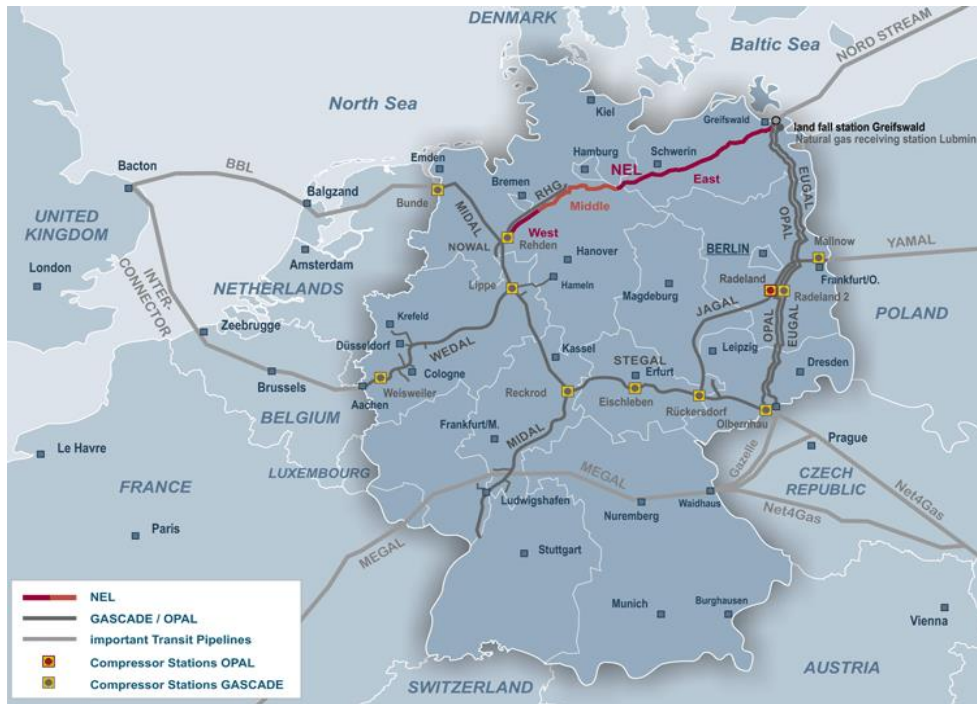 DENMARK
Baltic Sea
NORD STREAM
North Sea
Kiel
Greifswald
land fall station Greifswald
Natural gas receiving station Lubmin
Hamburg
Schwerin
NEL
East
Emden
Bremen
RHG
Middle
Bacton
BBL
Balgzand
Bunde
MIDAL
EUGAL
OPAL
UNITED
KINGDOM
West
NOWAL
Rehden
Hanover
BERLIN
Mallnow
YAMAL
London
INTER-
CONNECTOR
Amsterdam
NETHERLANDS
Lippe
Hameln
Magdeburg
Radeland
Frankfurt/O.
Radeland 2
JAGAL
POLAND
Zeebrugge
Krefeld
Düsseldorf
WEDAL
Kassel
STEGAL
Leipzig
OPAL
EUGAL
Dresden
Brussels
Cologne
Weisweiler
Aachen
Reckrod
Erfurt
Eischleben
Rückersdorf
Olbernhau
BELGIUM
Le Havre
Frankfurt/M.
MIDAL
Gazelle
Prague
LUXEMBOURG
MEGAL
CZECH
REPUBLIC
Net4Gas
FRANCE
Ludwigshafen
Waidhaus
Nuremberg
Net4Gas
Paris
MEGAL
Stuttgart
NEL
GASCADE / OPAL
important Transit Pipelines
Compressor Stations OPAL
Compressor Stations GASCADE
Munich
Burghausen
Vienna
AUSTRIA
SWITZERLAND